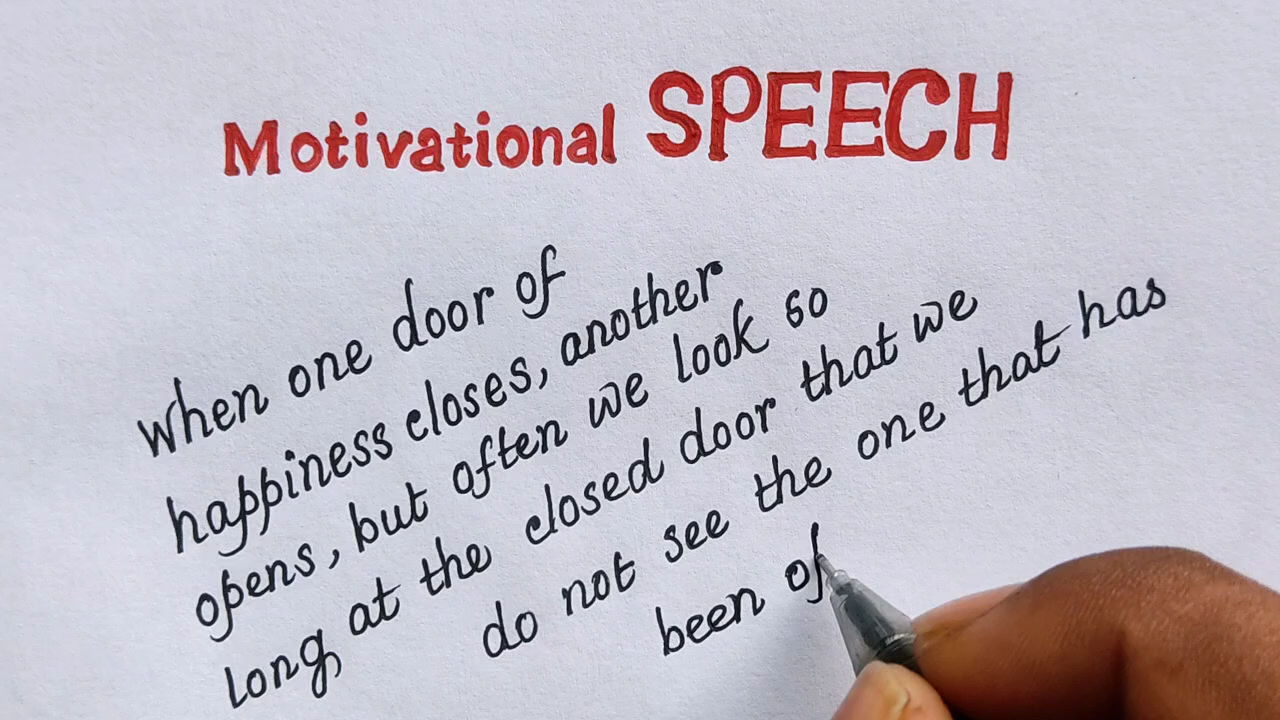 Motivational SPEECH
When one door of
happiness closes, another
opens, but often we look so
long at the closed door that we
do not see the one that has
been of